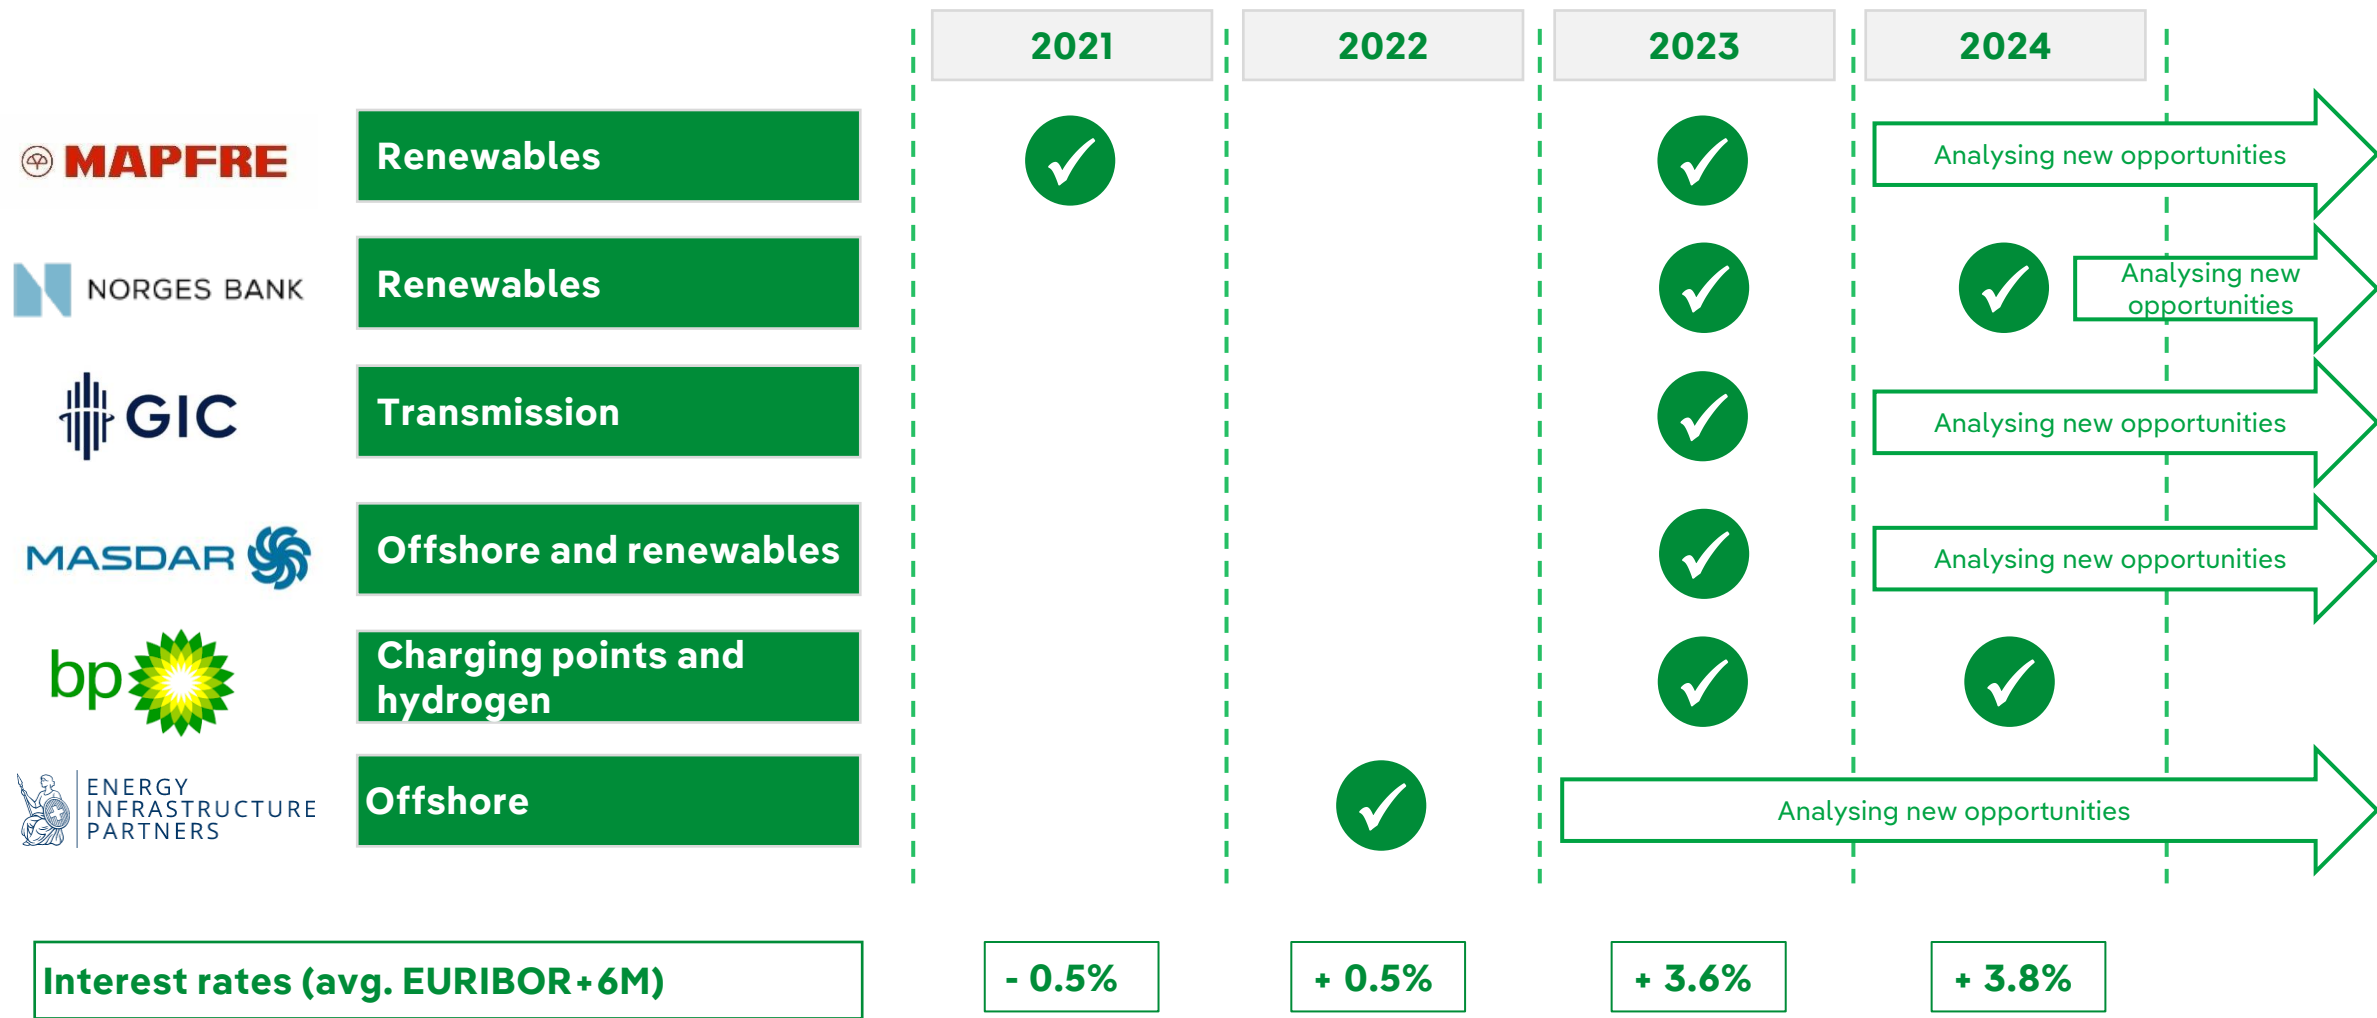 2021
2022
2023
2024
MAPFRE
Renewables
Analysing new opportunities
NORGES BANK
Renewables
Analysing new
opportunities
GIC
Transmission
Analysing new opportunities
MASDAR
Offshore and renewables
Analysing new opportunities
bp
Charging points and
hydrogen
ENERGY
INFRASTRUCTURE
PARTNERS
Offshore
Analysing new opportunities
Interest rates (avg. EURIBOR+6M)
- 0.5%
+ 0.5%
+ 3.6%
+ 3.8%